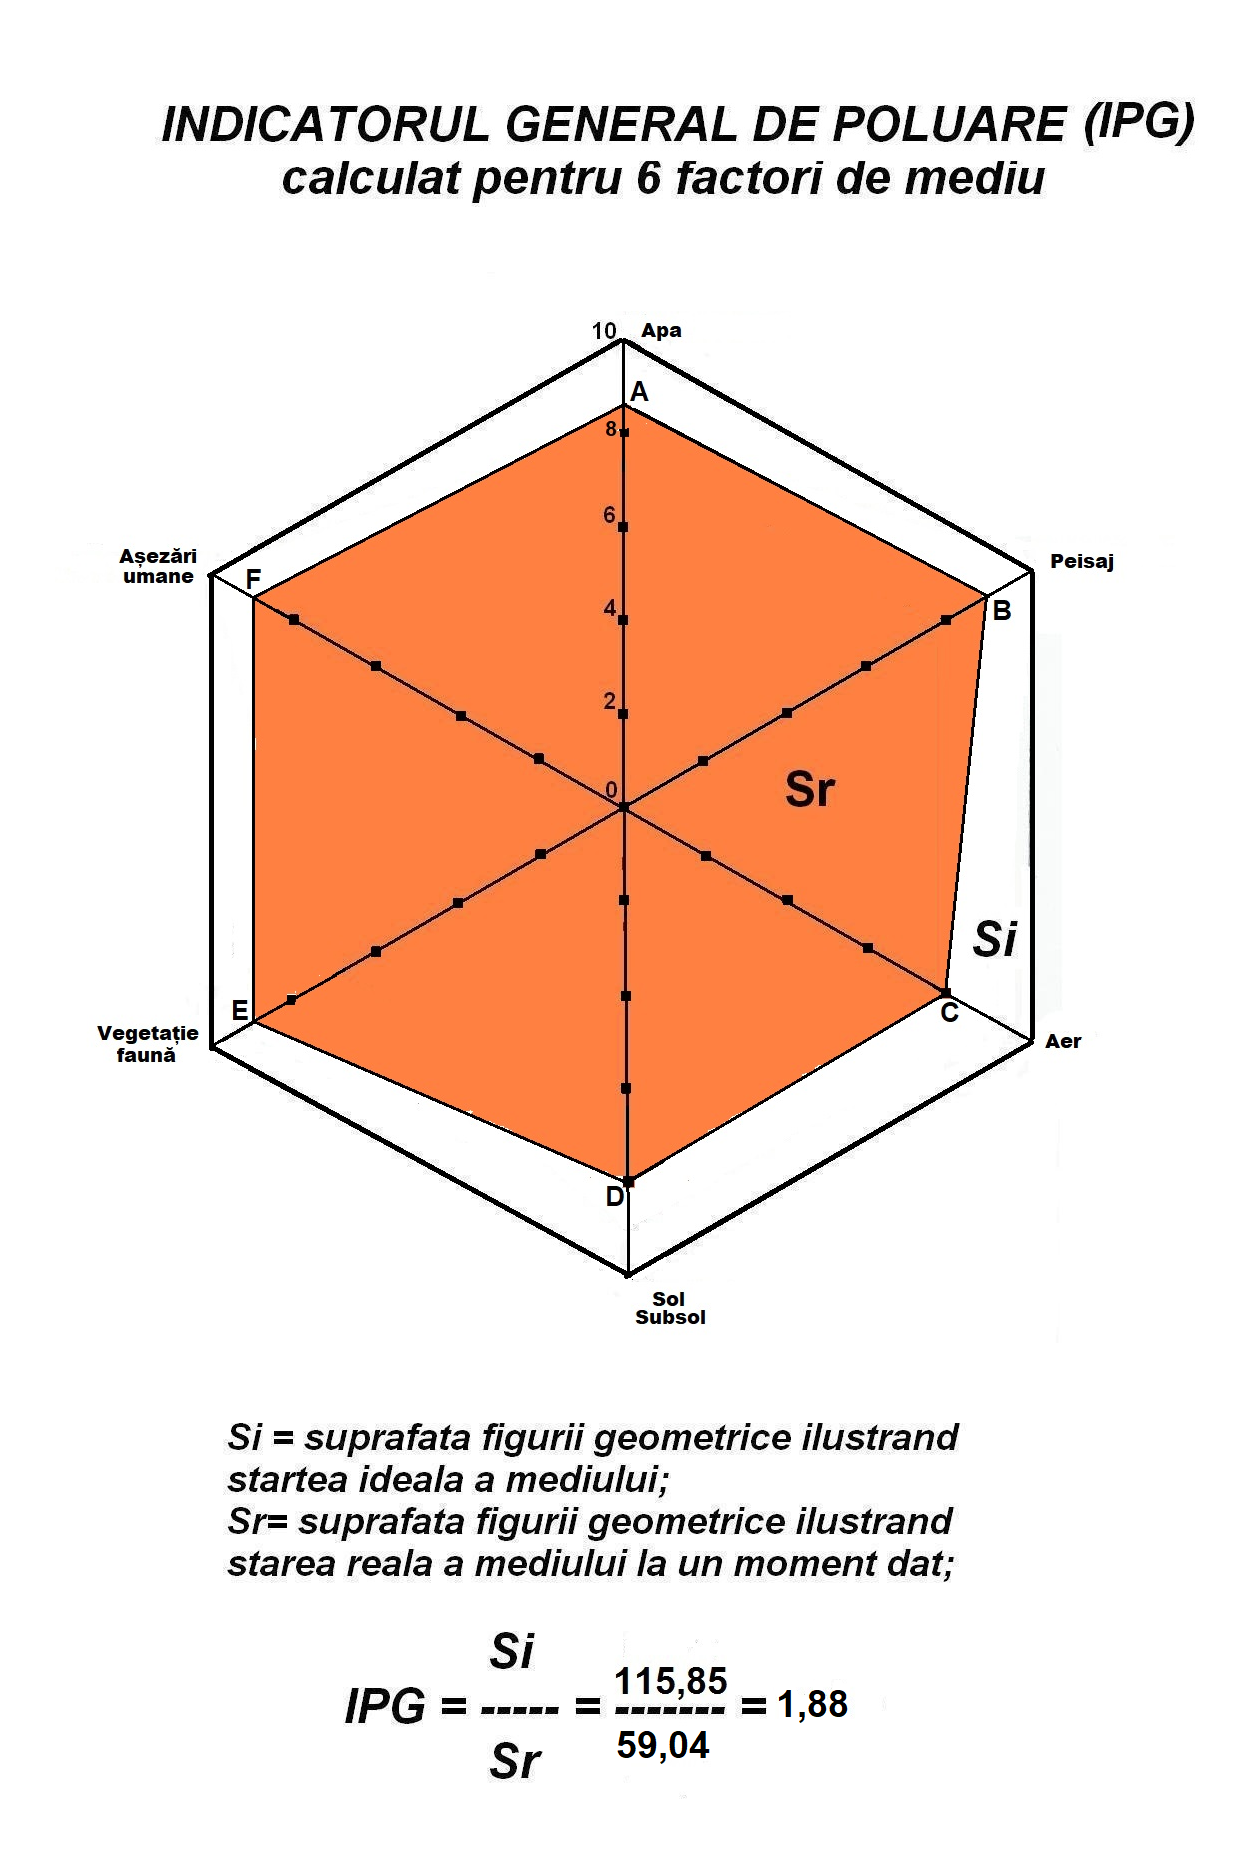 INDICATORUL GENERAL DE POLUARE (IPG)
calculat pentru 6 factori de mediu
10 Apa
A
8
6
Așezări
umane
F
Peisaj
B
4
2
0
Sr
Si
E
C
Vegetație
faună
Aer
D
Sol
Subsol
Si = suprafata figurii geometrice ilustrand
startea ideala a mediului;
Sr= suprafata figurii geometrice ilustrand
starea reala a mediului la un moment dat;
Si
115,85
IPG = ----- = ------- = 1,88
59,04
Sr